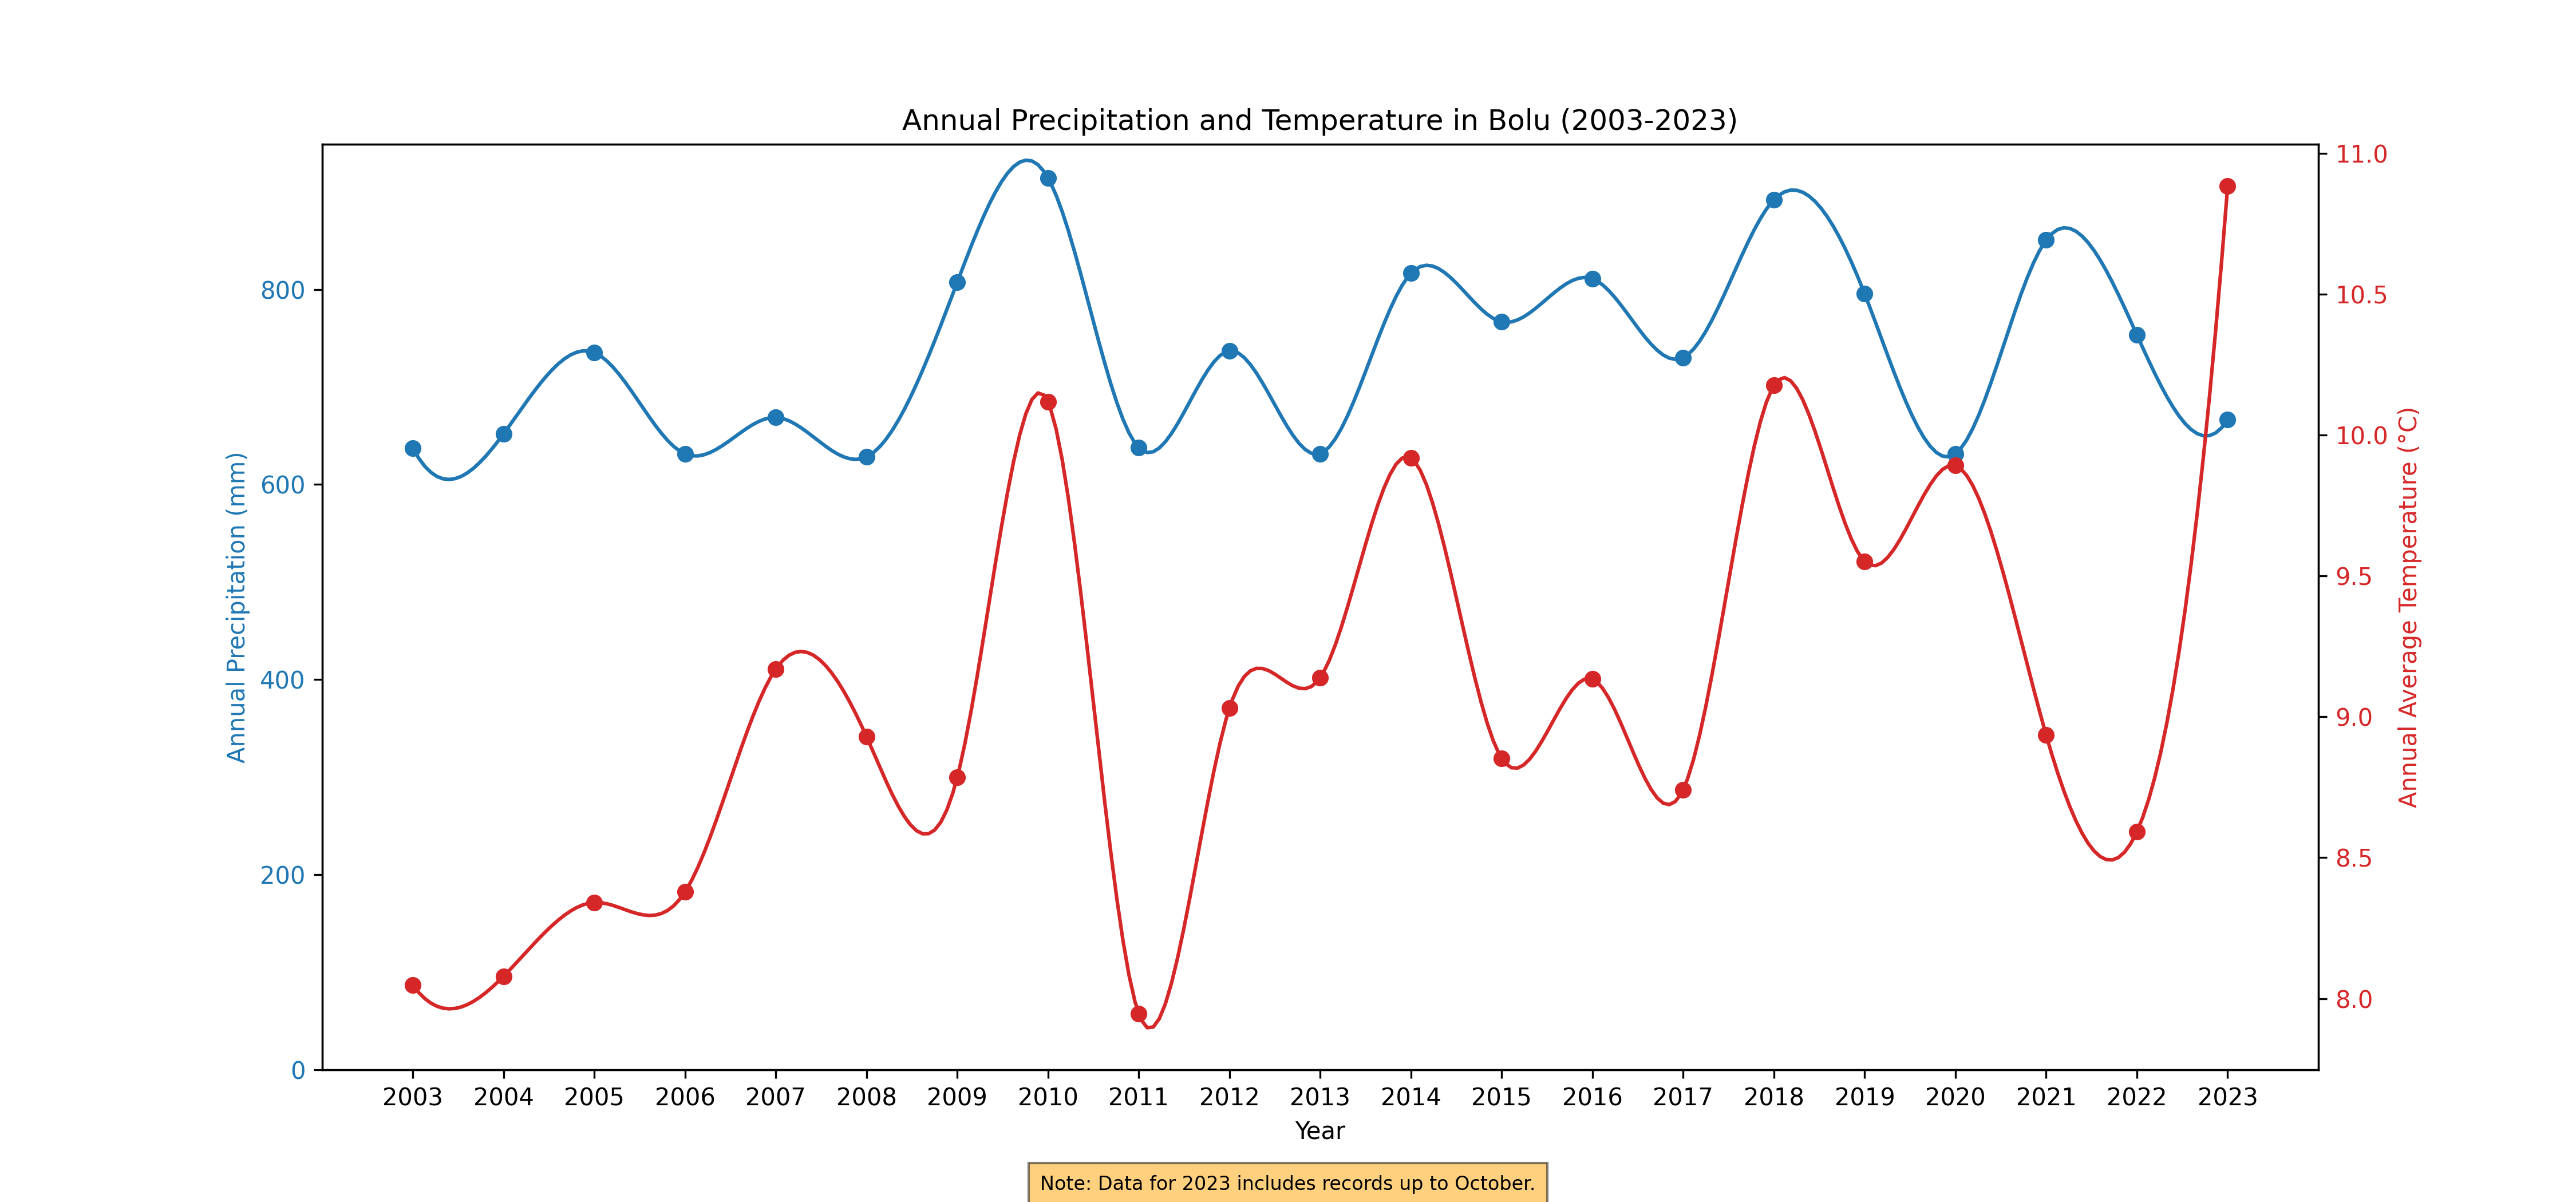 Annual Precipitation and Temperature in Bolu (2003-2023)
Annual Precipitation (mm)
800
600
400
200
0
11.0
10.5
10.0
9.5
9.0
8.5
8.0
Annual Average Temperature (°C)
2003 2004 2005 2006 2007 2008 2009 2010 2011 2012 2013 2014 2015 2016 2017 2018 2019 2020 2021 2022 2023
Year
Note: Data for 2023 includes records up to October.